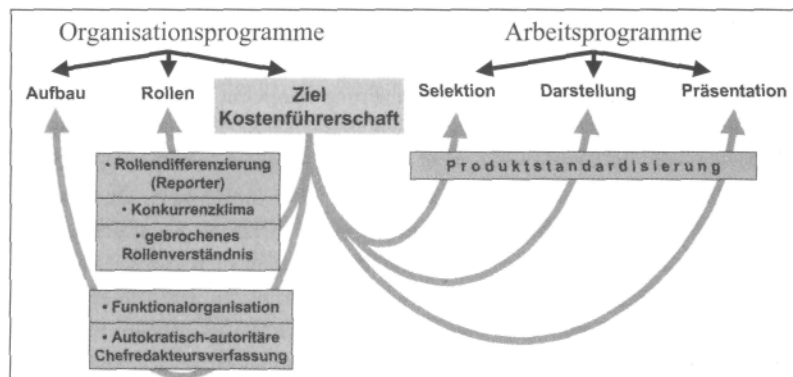 Organisationsprogramme
Arbeitsprogramme
Aufbau
Rollen
Ziel
Kostenführerschaft
Selektion
Darstellung
Präsentation
• Rollendifferenzierung
(Reporter)
• Konkurrenzklima
• gebrochenes
Rollenverständnis
Produktstandardisierung
• Funktionalorganisation
• Autokratisch-autoritäre
Chefredakteursverfassung